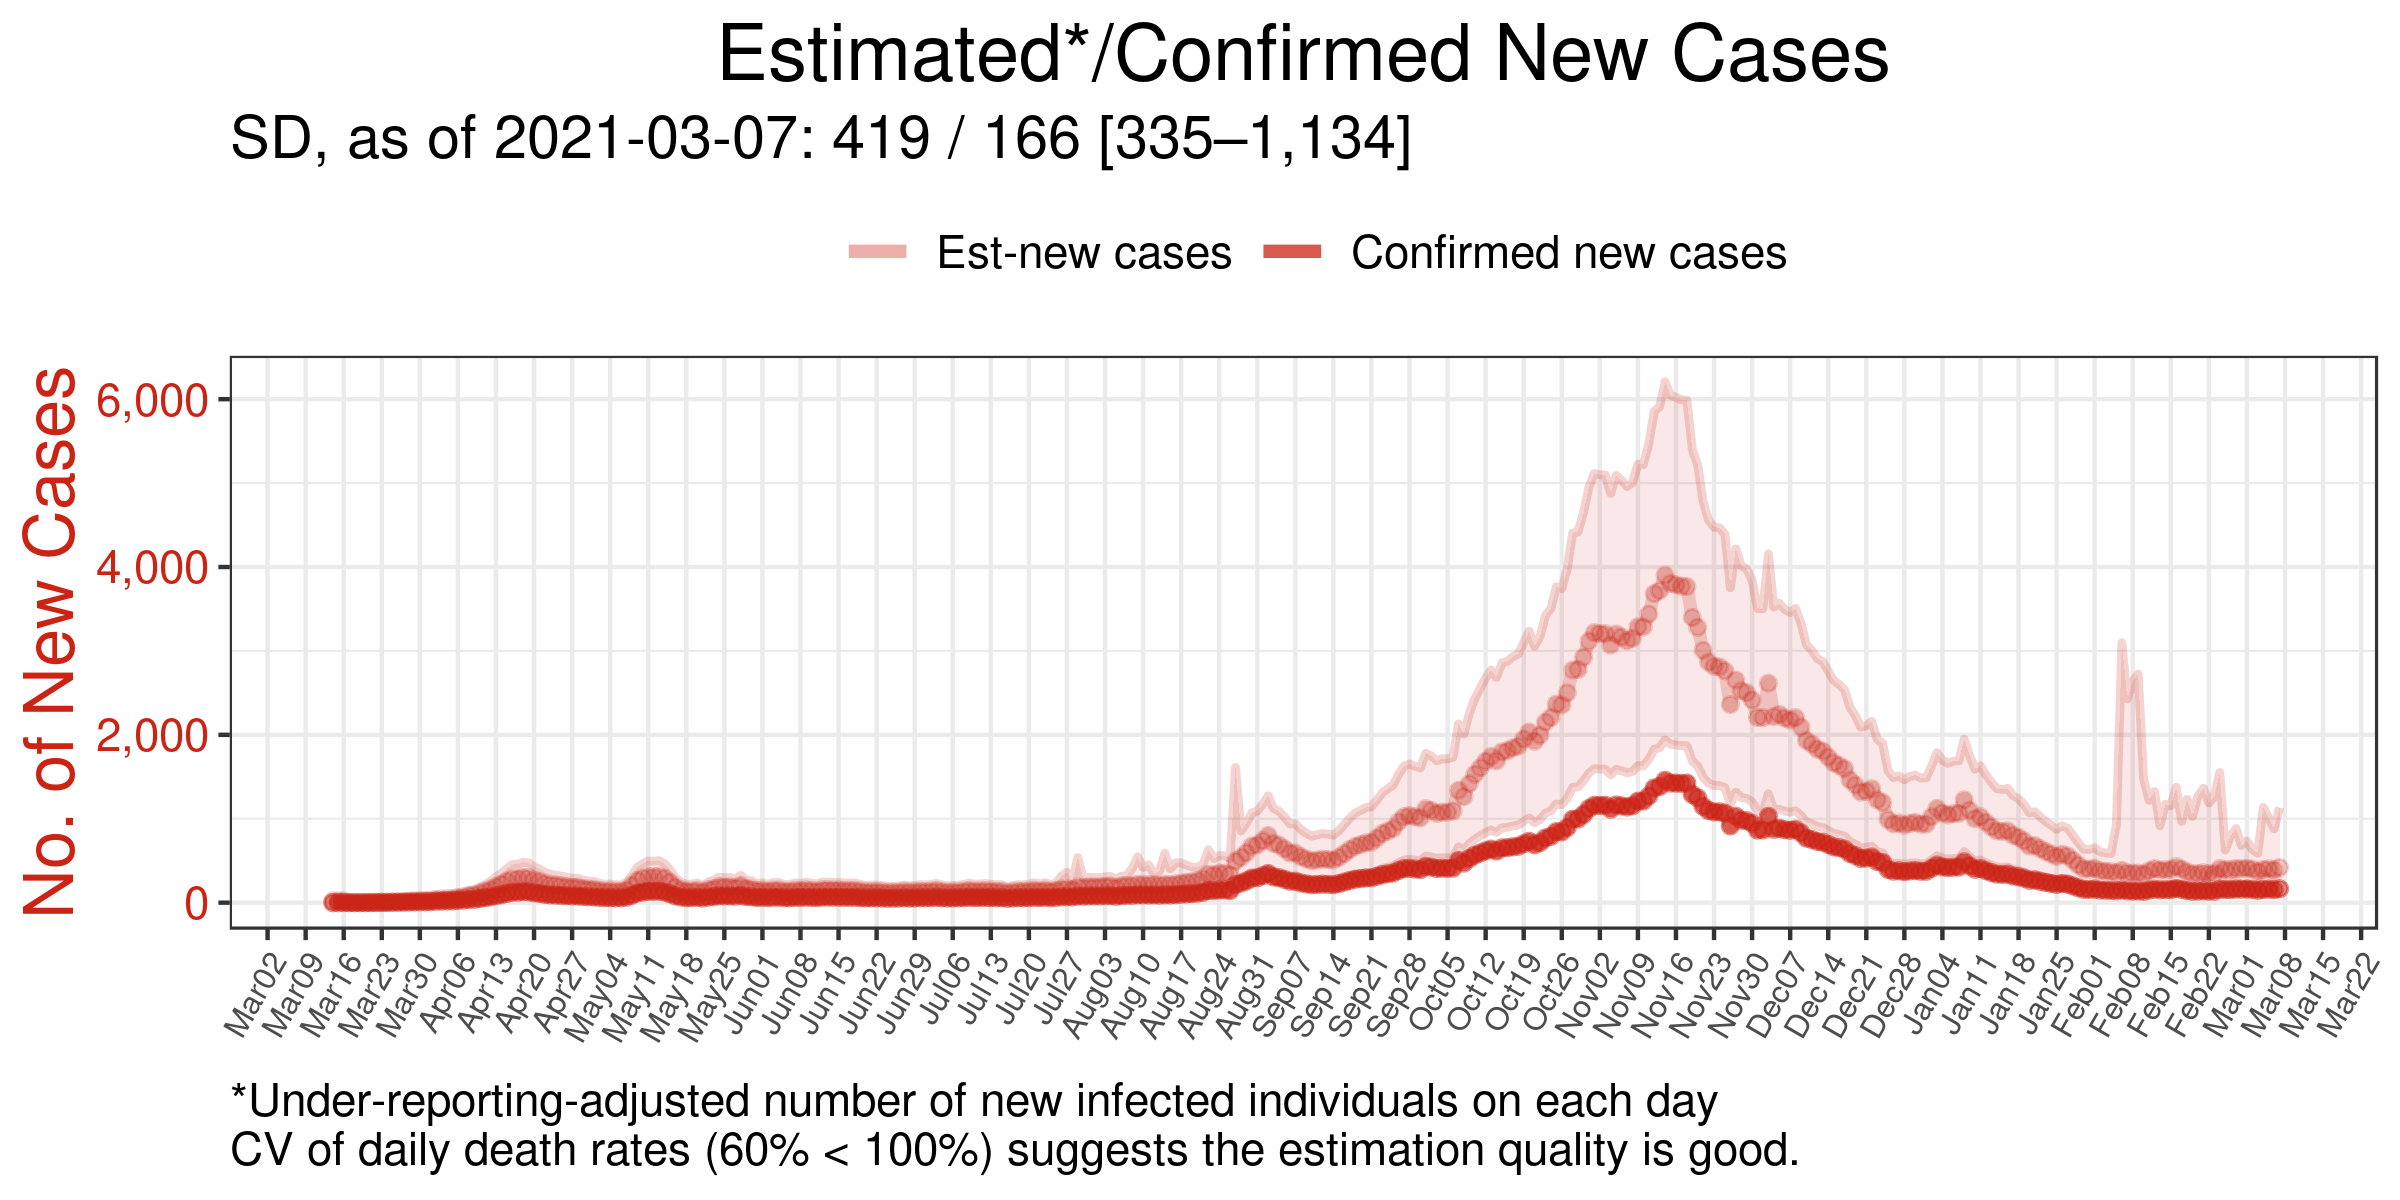 Estimated*/Confirmed New Cases
SD, as of 2021-03-07: 419 / 166 [335–1,134]
Est-new cases Confirmed new cases
No. of New Cases
6,000
4,000
2,000
0
Mar02 Mar09 Mar16 Mar23 Mar30 Apr06 Apr13 Apr20 Apr27 May04 May11 May18 May25 Jun01 Jun08 Jun15 Jun22 Jun29 Jul06 Jul13 Jul20 Jul27 Aug03 Aug10 Aug17 Aug24 Aug31 Sep07 Sep14 Sep21 Sep28 Oct05 Oct12 Oct19 Oct26 Nov02 Nov09 Nov16 Nov23 Nov30 Dec07 Dec14 Dec21 Dec28 Jan04 Jan11 Jan18 Jan25 Feb01 Feb08 Feb15 Feb22 Mar01 Mar08 Mar15 Mar22
*Under-reporting-adjusted number of new infected individuals on each day
CV of daily death rates (60% < 100%) suggests the estimation quality is good.